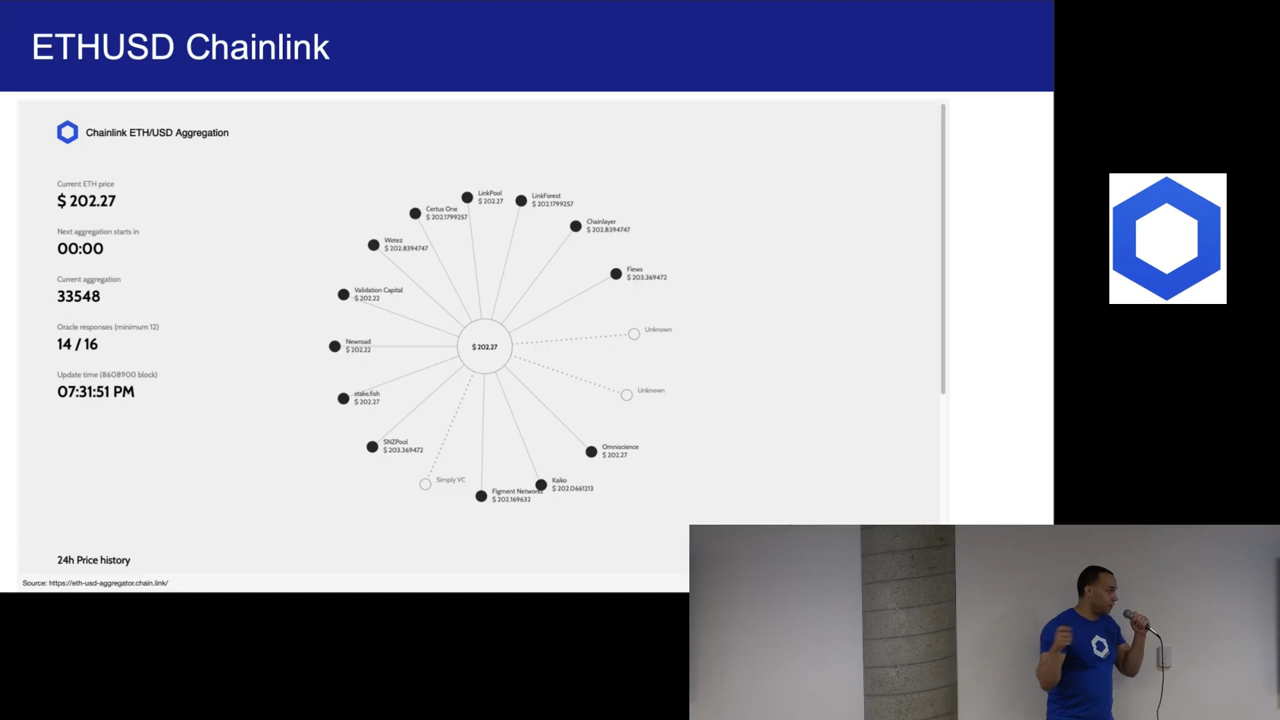 ETHUSD Chainlink
Chainlink ETH/USD Aggregation
Current ETH price
$ 202.27
Next aggregation starts in
00:00
Current aggregation
33548
Oracle responses (minimum 12)
14 / 16
Update time (8608900 block)
07:31:51 PM
LinkPool
$ 202.27
LinkForest
$ 202.1799257
Certus One
$ 202.1799257
Chainlayer
$ 202.8394747
Wetez
$ 202.8394747
Fiews
$ 203.369472
Validation Capital
$ 202.22
Unknown
Newroad
$ 202.22
$ 202.27
Unknown
stake.fish
$ 202.27
SNZPool
$ 203.369472
Omniscience
$ 202.27
Simply VC
Kaiko
$ 202.0661213
Figment Networks
$ 202.169632
24h Price history
Source: https://eth-usd-aggregator.chain.link/